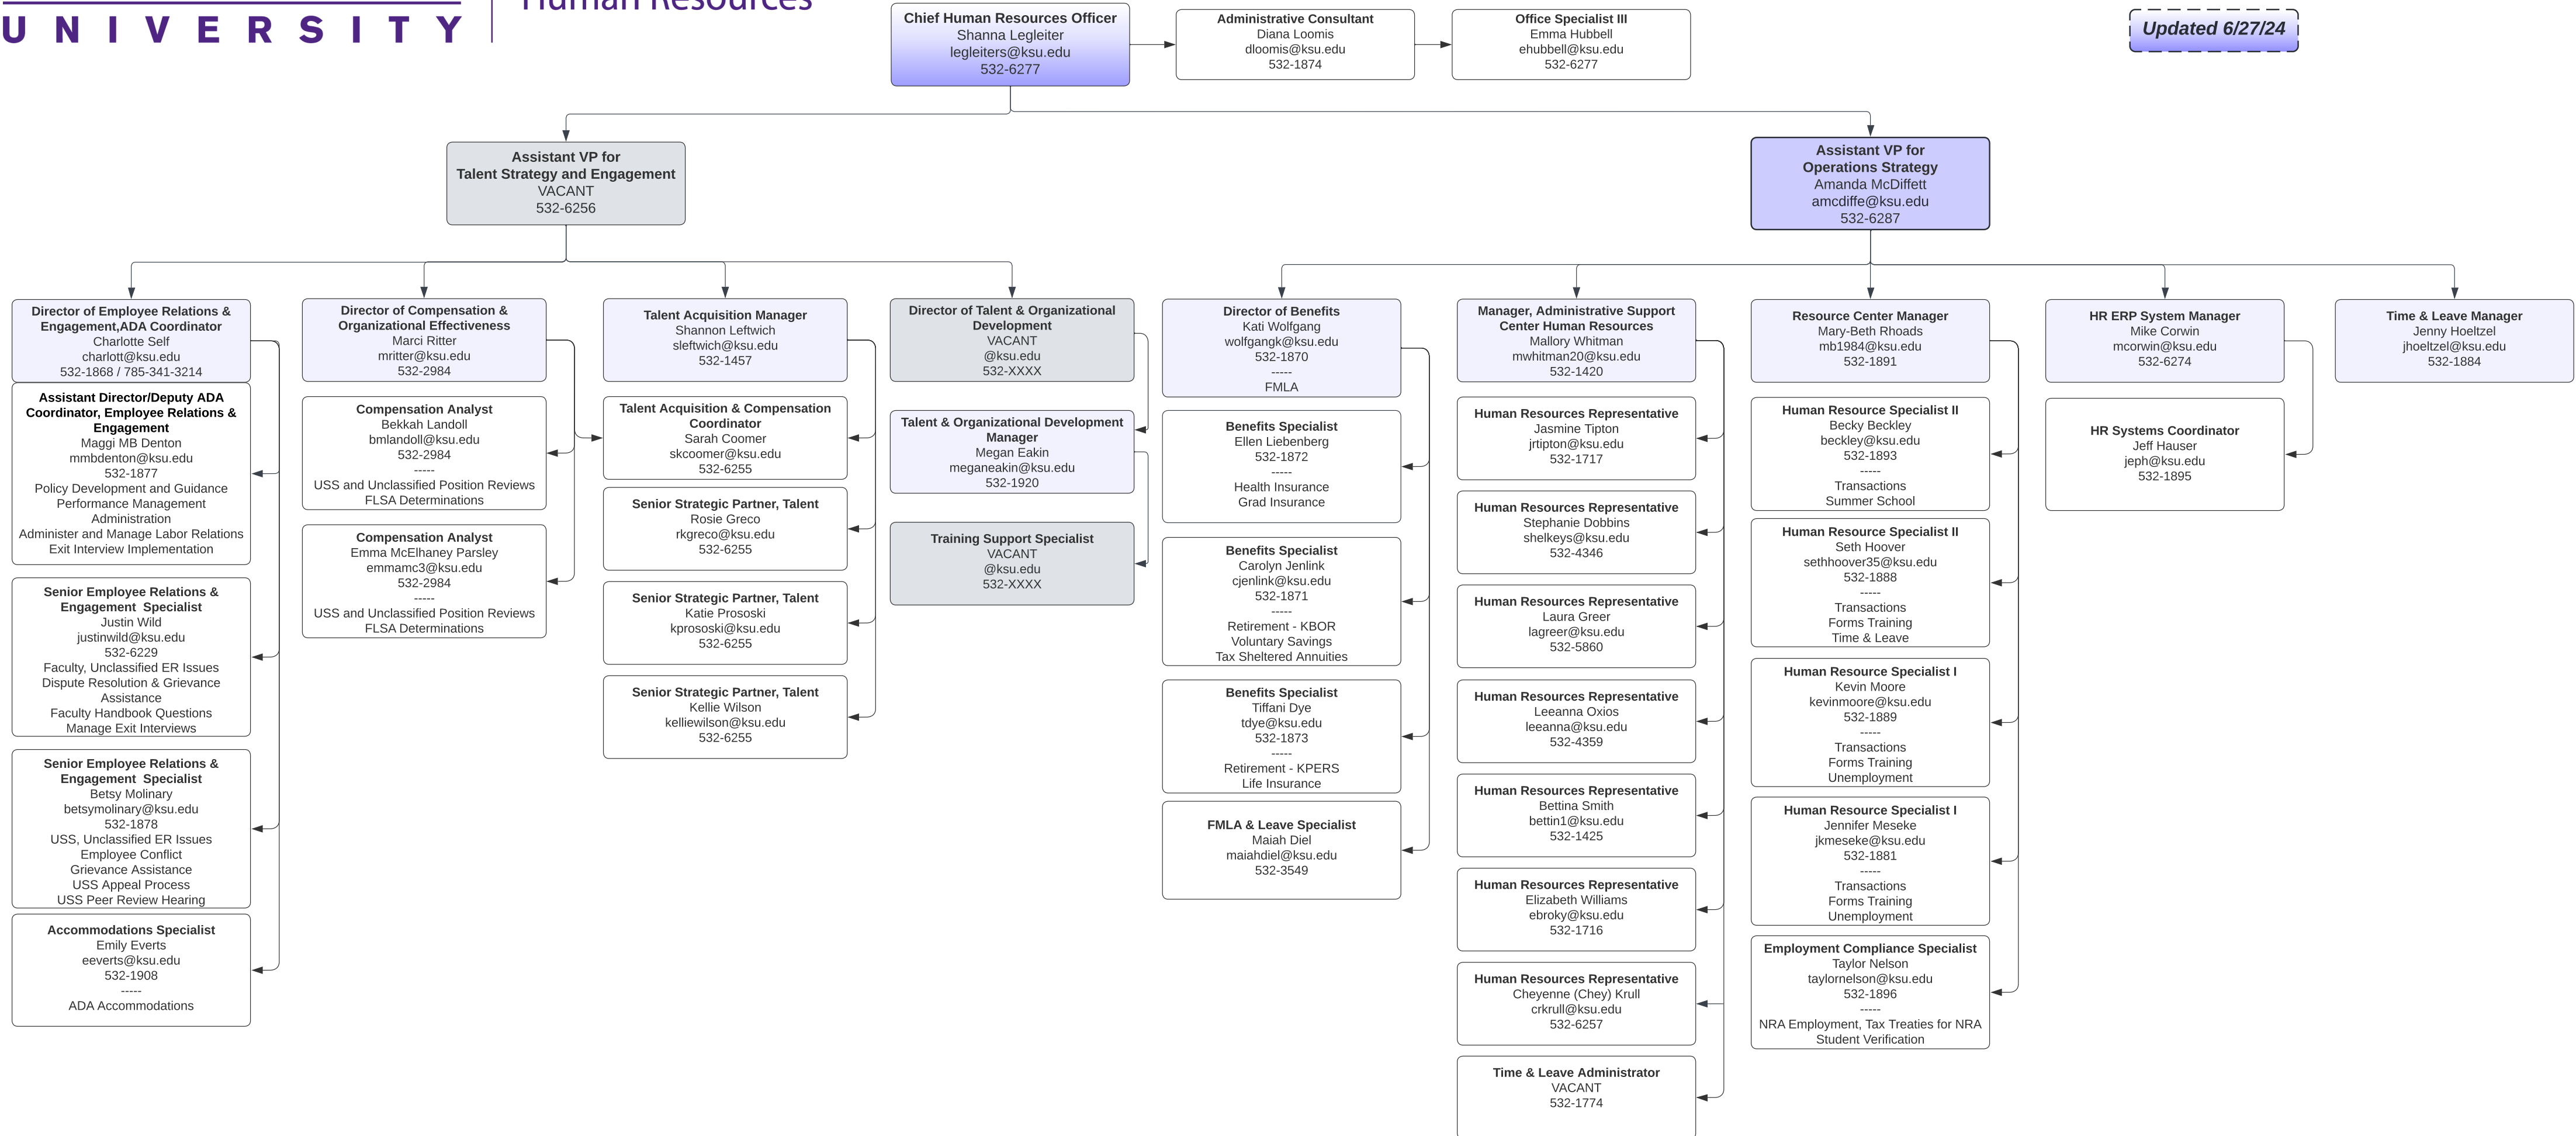 UNIVERSITY
Human Resources
Chief Human Resources Officer
Shanna Legleiter
legleiters@ksu.edu
532-6277
Administrative Consultant
Diana Loomis
dloomis@ksu.edu
532-1874
Office Specialist III
Emma Hubbell
ehubbell@ksu.edu
532-6277
Updated 6/27/24
Assistant VP for
Talent Strategy and Engagement
VACANT
532-6256
Assistant VP for
Operations Strategy
Amanda McDiffett
amcdiffe@ksu.edu
532-6287
Director of Employee Relations &
Engagement,ADA Coordinator
Charlotte Self
charlott@ksu.edu
532-1868 / 785-341-3214
Assistant Director/Deputy ADA
Coordinator, Employee Relations &
Engagement
Maggi MB Denton
mmbdenton@ksu.edu
532-1877
Policy Development and Guidance
Performance Management
Administration
Administer and Manage Labor Relations
Exit Interview Implementation
Senior Employee Relations &
Engagement  Specialist
Justin Wild
justinwild@ksu.edu
532-6229
Faculty, Unclassified ER Issues
Dispute Resolution & Grievance
Assistance
Faculty Handbook Questions
Manage Exit Interviews
Senior Employee Relations &
Engagement  Specialist
Betsy Molinary
betsymolinary@ksu.edu
532-1878
USS, Unclassified ER Issues
Employee Conflict
Grievance Assistance
USS Appeal Process
USS Peer Review Hearing
Accommodations Specialist
Emily Everts
eeverts@ksu.edu
532-1908
-----
ADA Accommodations
Director of Compensation &
Organizational Effectiveness
Marci Ritter
mritter@ksu.edu
532-2984
Compensation Analyst
Bekkah Landoll
bmlandoll@ksu.edu
532-2984
-----
USS and Unclassified Position Reviews
FLSA Determinations
Compensation Analyst
Emma McElhaney Parsley
emmamc3@ksu.edu
532-2984
-----
USS and Unclassified Position Reviews
FLSA Determinations
Talent Acquisition Manager
Shannon Leftwich
sleftwich@ksu.edu
532-1457
Talent Acquisition & Compensation
Coordinator
Sarah Coomer
skcoomer@ksu.edu
532-6255
Senior Strategic Partner, Talent
Rosie Greco
rkgreco@ksu.edu
532-6255
Senior Strategic Partner, Talent
Katie Prososki
kprososki@ksu.edu
532-6255
Senior Strategic Partner, Talent
Kellie Wilson
kelliewilson@ksu.edu
532-6255
Director of Talent & Organizational
Development
VACANT
@ksu.edu
532-XXXX
Talent & Organizational Development
Manager
Megan Eakin
meganeakin@ksu.edu
532-1920
Training Support Specialist
VACANT
@ksu.edu
532-XXXX
Director of Benefits
Kati Wolfgang
wolfgangk@ksu.edu
532-1870
-----
FMLA
Benefits Specialist
Ellen Liebenberg
532-1872
-----
Health Insurance
Grad Insurance
Benefits Specialist
Carolyn Jenlink
cjenlink@ksu.edu
532-1871
-----
Retirement - KBOR
Voluntary Savings
Tax Sheltered Annuities
Benefits Specialist
Tiffani Dye
tdye@ksu.edu
532-1873
-----
Retirement - KPERS
Life Insurance
FMLA & Leave Specialist
Maiah Diel
maiahdiel@ksu.edu
532-3549
Manager, Administrative Support
Center Human Resources
Mallory Whitman
mwhitman20@ksu.edu
532-1420
Human Resources Representative
Jasmine Tipton
jrtipton@ksu.edu
532-1717
Human Resources Representative
Stephanie Dobbins
shelkeys@ksu.edu
532-4346
Human Resources Representative
Laura Greer
lagreer@ksu.edu
532-5860
Human Resources Representative
Leeanna Oxios
leeanna@ksu.edu
532-4359
Human Resources Representative
Bettina Smith
bettin1@ksu.edu
532-1425
Human Resources Representative
Elizabeth Williams
ebroky@ksu.edu
532-1716
Human Resources Representative
Cheyenne (Chey) Krull
crkrull@ksu.edu
532-6257
Time & Leave Administrator
VACANT
532-1774
Resource Center Manager
Mary-Beth Rhoads
mb1984@ksu.edu
532-1891
Human Resource Specialist II
Becky Beckley
beckley@ksu.edu
532-1893
-----
Transactions
Summer School
Human Resource Specialist II
Seth Hoover
sethhoover35@ksu.edu
532-1888
-----
Transactions
Forms Training
Time & Leave
Human Resource Specialist I
Kevin Moore
kevinmoore@ksu.edu
532-1889
-----
Transactions
Forms Training
Unemployment
Human Resource Specialist I
Jennifer Meseke
jkmeseke@ksu.edu
532-1881
-----
Transactions
Forms Training
Unemployment
Employment Compliance Specialist
Taylor Nelson
taylornelson@ksu.edu
532-1896
-----
NRA Employment, Tax Treaties for NRA
Student Verification
HR ERP System Manager
Mike Corwin
mcorwin@ksu.edu
532-6274
HR Systems Coordinator
Jeff Hauser
jeph@ksu.edu
532-1895
Time & Leave Manager
Jenny Hoeltzel
jhoeltzel@ksu.edu
532-1884